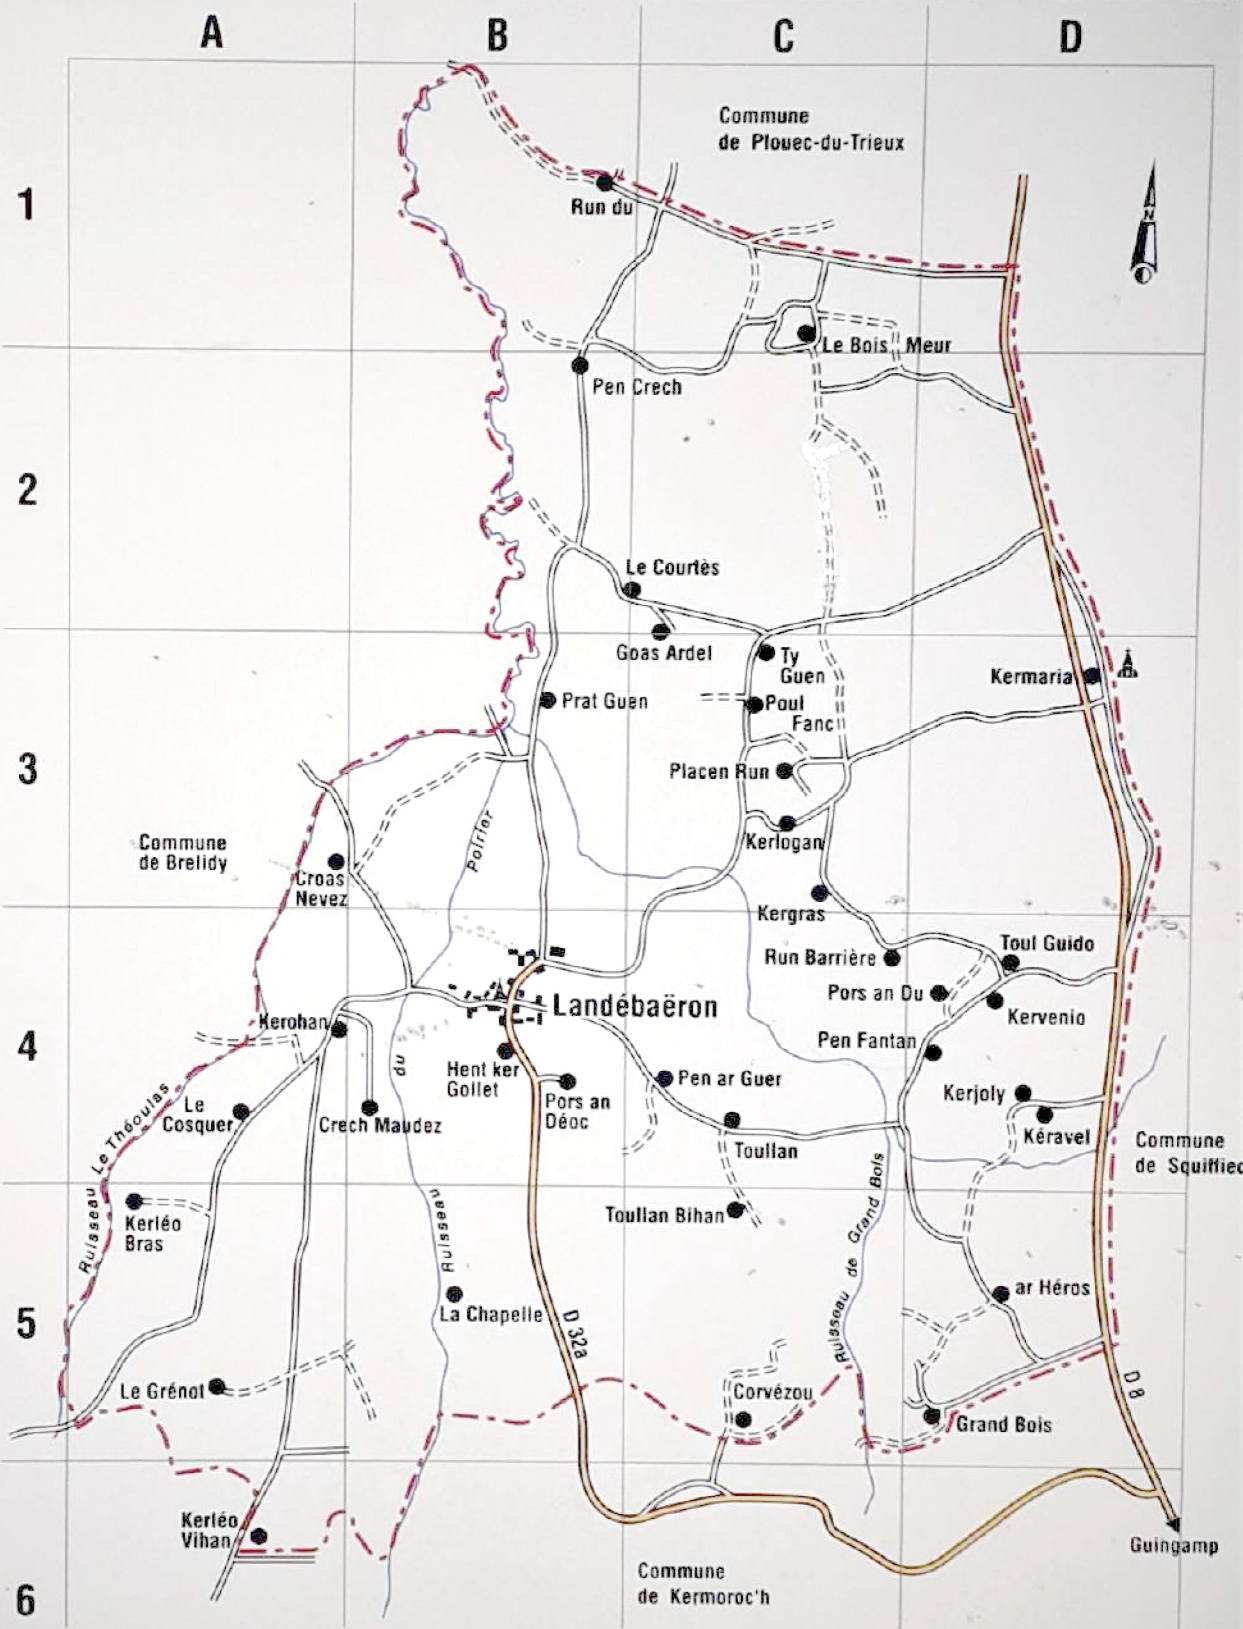 A
B
C
D
Commune
de Plouec-du-Trieux
1
N
Run du
Le Bois Meur
Pen Crech
2
Le Courtès
Goas Ardel
Ty
Guen
Kermaria
Prat Guen
Poul
Fanc
3
Placen Run
Poirier
Commune
de Brelidy
Kerlogan
Croas
Nevez
Kergras
Toul Guido
Run Barrière
Pors an Du
Landébaëron
Kervenio
Kerohan
4
Pen Fantan
du
Hent ker
Gollet
Pen ar Guer
Kerjoly
Le
Cosquer
Crech Maudez
Pors an
Déoc
Toullan
Kéravel
Commune
de Squiffiec
Ruisseau Le Théoulas
Toullan Bihan
Kerléo
Bras
Ruisseau
Ruisseau de Grand Bois
ar Héros
5
La Chapelle
D 32a
Le Grénot
Corvézou
D 8
Grand Bois
Kerléo
Vihan
Guingamp
Commune
de Kermoroc'h
6